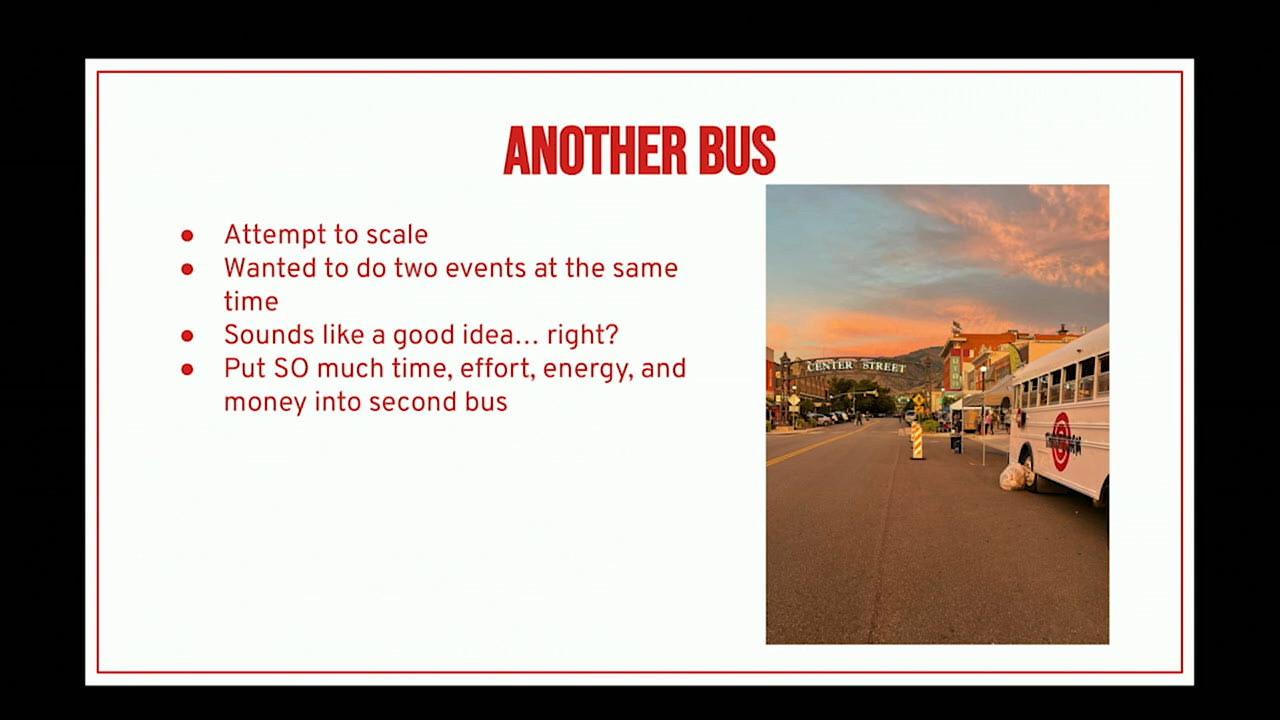 ANOTHER BUS
● Attempt to scale
● Wanted to do two events at the same
time
● Sounds like a good idea... right?
● Put SO much time, effort, energy, and
money into second bus
CENTER STREET